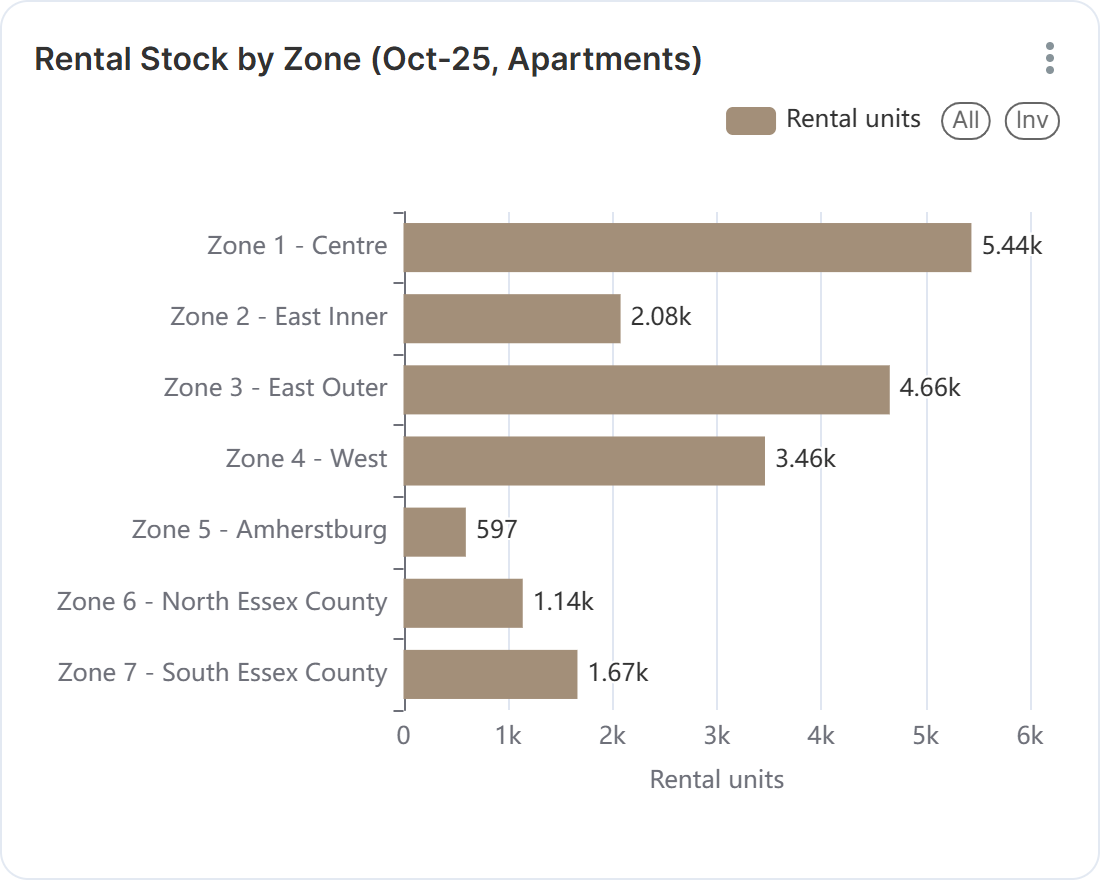 Rental Stock by Zone (Oct-25, Apartments)
Rental units All Inv
Zone 1 - Centre 5.44k
Zone 2 - East Inner 2.08k
Zone 3 - East Outer 4.66k
Zone 4 - West 3.46k
Zone 5 - Amherstburg 597
Zone 6 - North Essex County 1.14k
Zone 7 - South Essex County 1.67k
0 1k 2k 3k 4k 5k 6k
Rental units